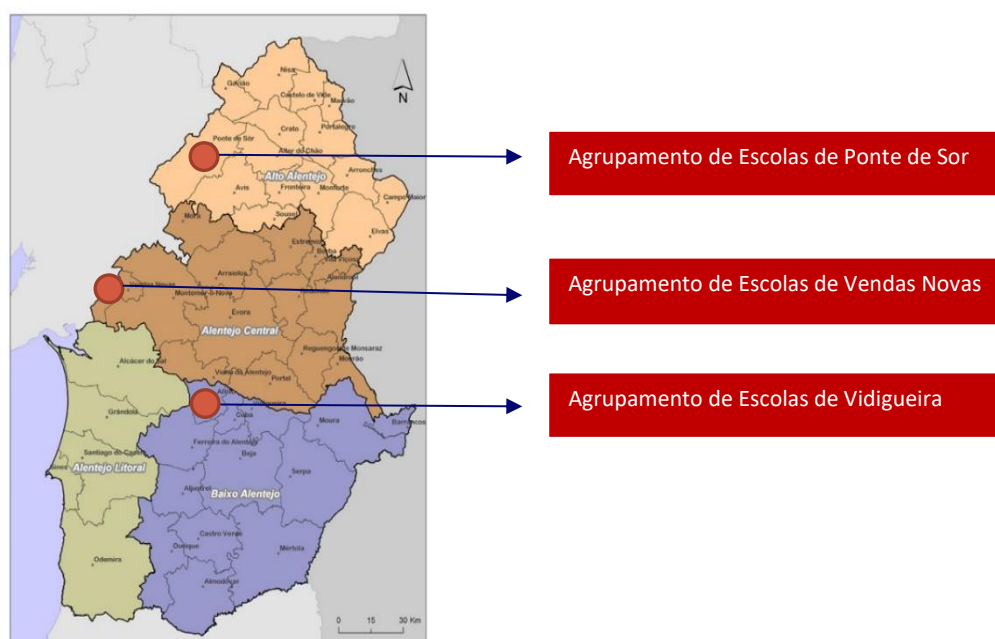 N
Nisa
Gavião
Castelo de Vide
Marvão
Crato
Portalegre
Ponte de Sôr
Alter do Chão
Alto Alentejo
Arronches
Avis
Fronteira
Monforte
Campo Maior
Sousel
Elvas
Mora
Estremoz
Borba
Vila Viçosa
Arraiolos
Alandroal
Montemor-o-Novo
Évora
Alentejo Central
Reguengos de Monsaraz
Mourão
Alcácer do Sal
Viana do Alentejo
Portel
Grândola
Cuba
Moura
Barrancos
Ferreira do Alentejo
Beja
Santiago do Cacém
Alentejo Litoral
Serpa
Aljustrel
Baixo Alentejo
Castro Verde
Ourique
Mértola
Odemira
Almodôvar
0 15 30 Km
Agrupamento de Escolas de Ponte de Sor
Agrupamento de Escolas de Vendas Novas
Agrupamento de Escolas de Vidigueira